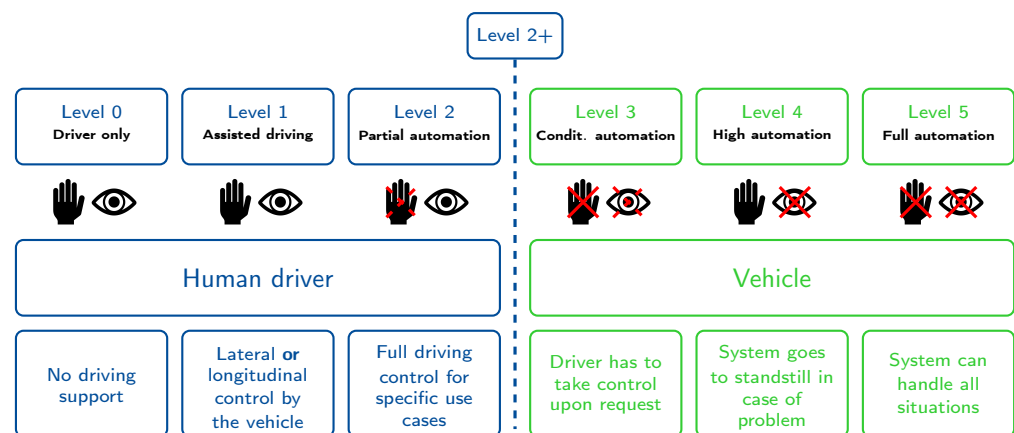 Level 2+
Level 0
Driver only
Level 1
Assisted driving
Level 2
Partial automation
Level 3
Condit. automation
Level 4
High automation
Level 5
Full automation
Human driver
Vehicle
No driving
support
Lateral or
longitudinal
control by
the vehicle
Full driving
control for
specific use
cases
Driver has to
take control
upon request
System goes
to standstill in
case of
problem
System can
handle all
situations